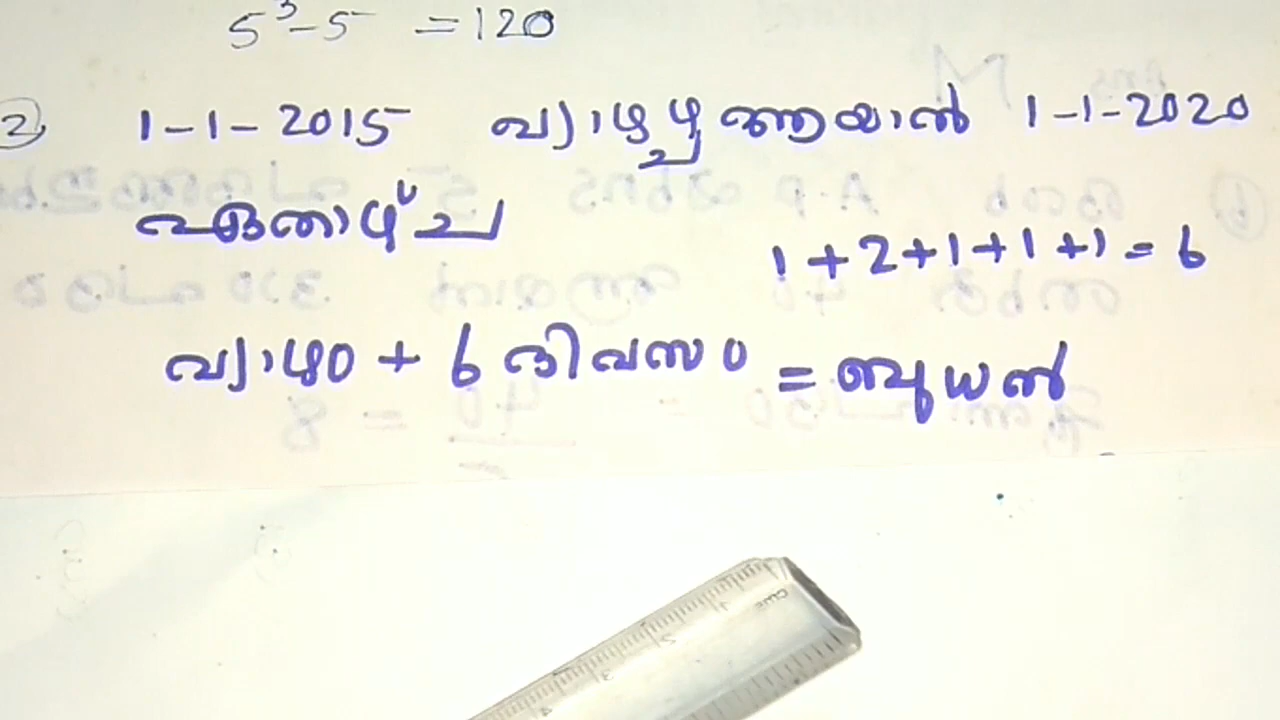 5³-5 = 120
2) 1-1-2015 വ്യാഴാഴ്ച ആയാൽ 1-1-2020
ഏതാഴ്ച
1+2+1+1+1 = 6
വ്യാഴം + 6 ദിവസം = ബുധൻ